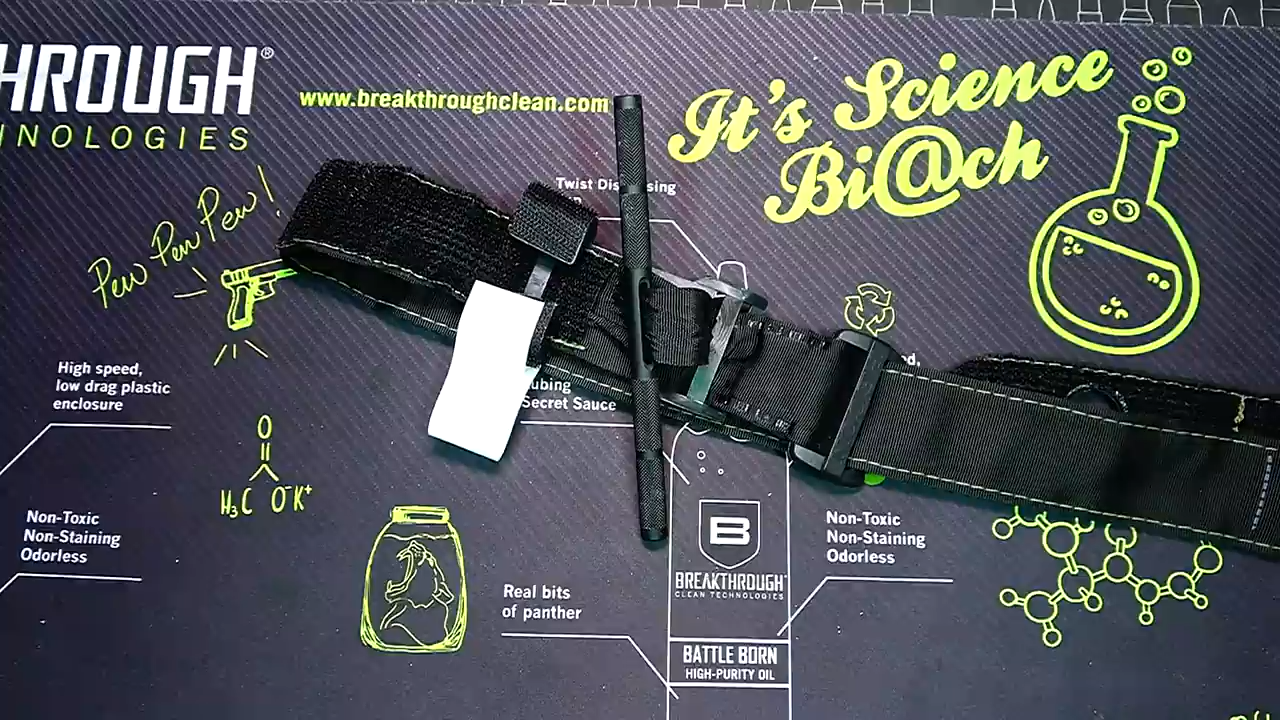 HROUGH®
NOLOGIES
www.breakthroughclean.com
It's Science
Bi@ch
Pew Pew Pew!
Twist
High speed,
low drag plastic
enclosure
Secret Sauce
O
H₃C O⁻K⁺
Non-Toxic
Non-Staining
Odorless
Non-Toxic
Non-Staining
Odorless
Real bits
of panther
B
BREAKTHROUGH
CLEAN TECHNOLOGIES
BATTLE BORN
HIGH-PURITY OIL